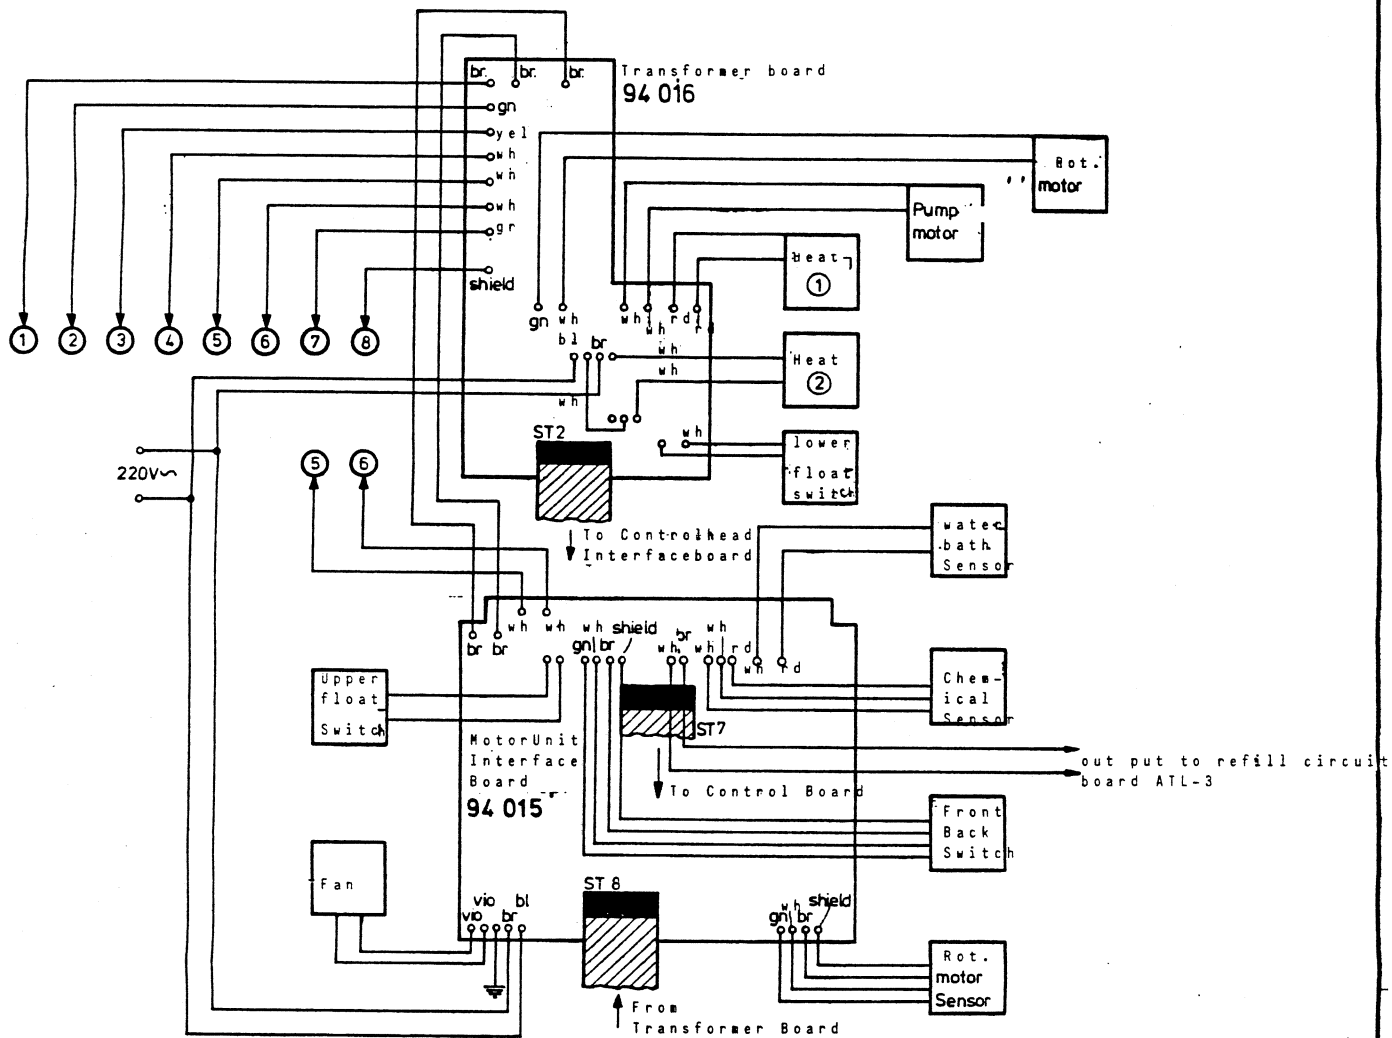 br. br. br.
Transformer board
94 016
gn
yel
wh
wh
wh
gr
shield
Rot.
motor
Pump
motor
Heat
1
gn wh wh wh rd rd
1 2 3 4 5 6 7 8
bl br wh
wh
Heat
2
wh
ST2
wh
lower
float
switch
5 6
220V~
To Controlhead
Interfaceboard
water
bath
Sensor
wh wh wh shield wh
br br gn br wh br wh rd wh rd
Upper
float
Switch
Chem-
ical
Sensor
ST7
MotorUnit
Interface
Board
94 015
To Control Board
out put to refill circuit
board ATL-3
Front
Back
Switch
Fan
ST 8
vio bl
vio br
wh shield
gn br
Rot.
motor
Sensor
From
Transformer Board